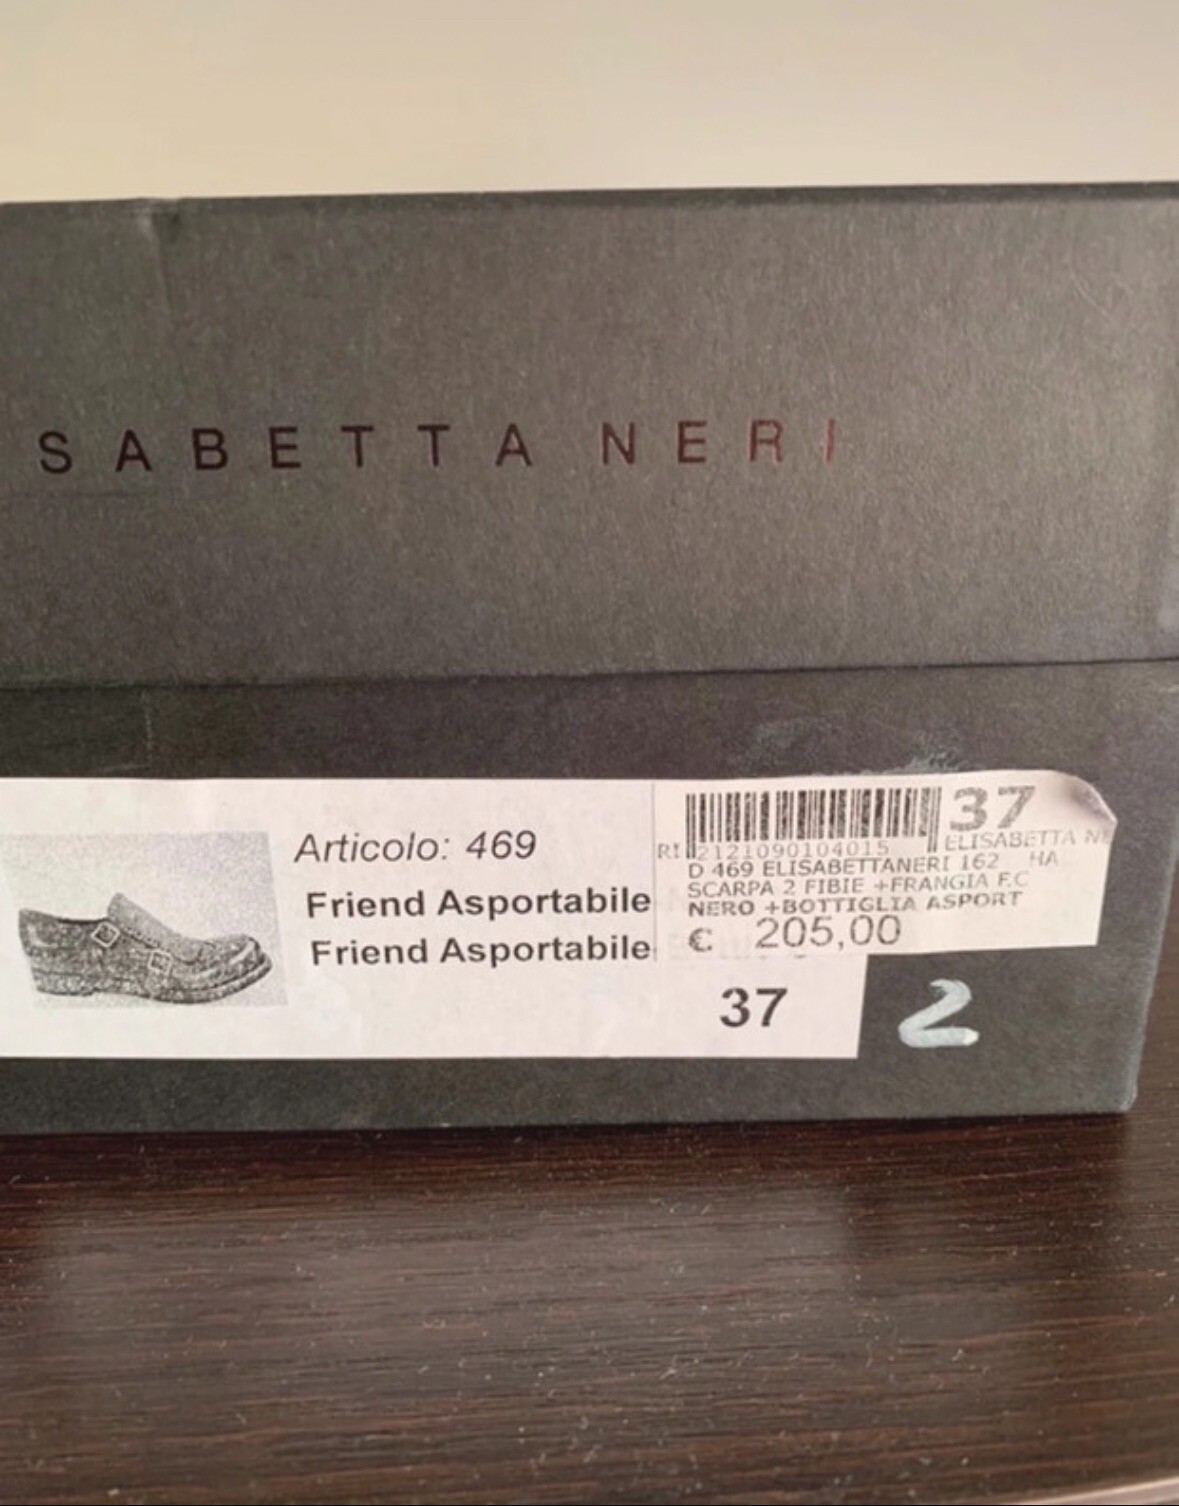 SABETTA NERI
Articolo: 469
Friend Asportabile
Friend Asportabile
37
RI 2121090104015 ELISABETTA NE
D 469 ELISABETTANERI 162 HA
SCARPA 2 FIBIE +FRANGIA F.C
NERO +BOTTIGLIA ASPORT
€ 205,00
37
2